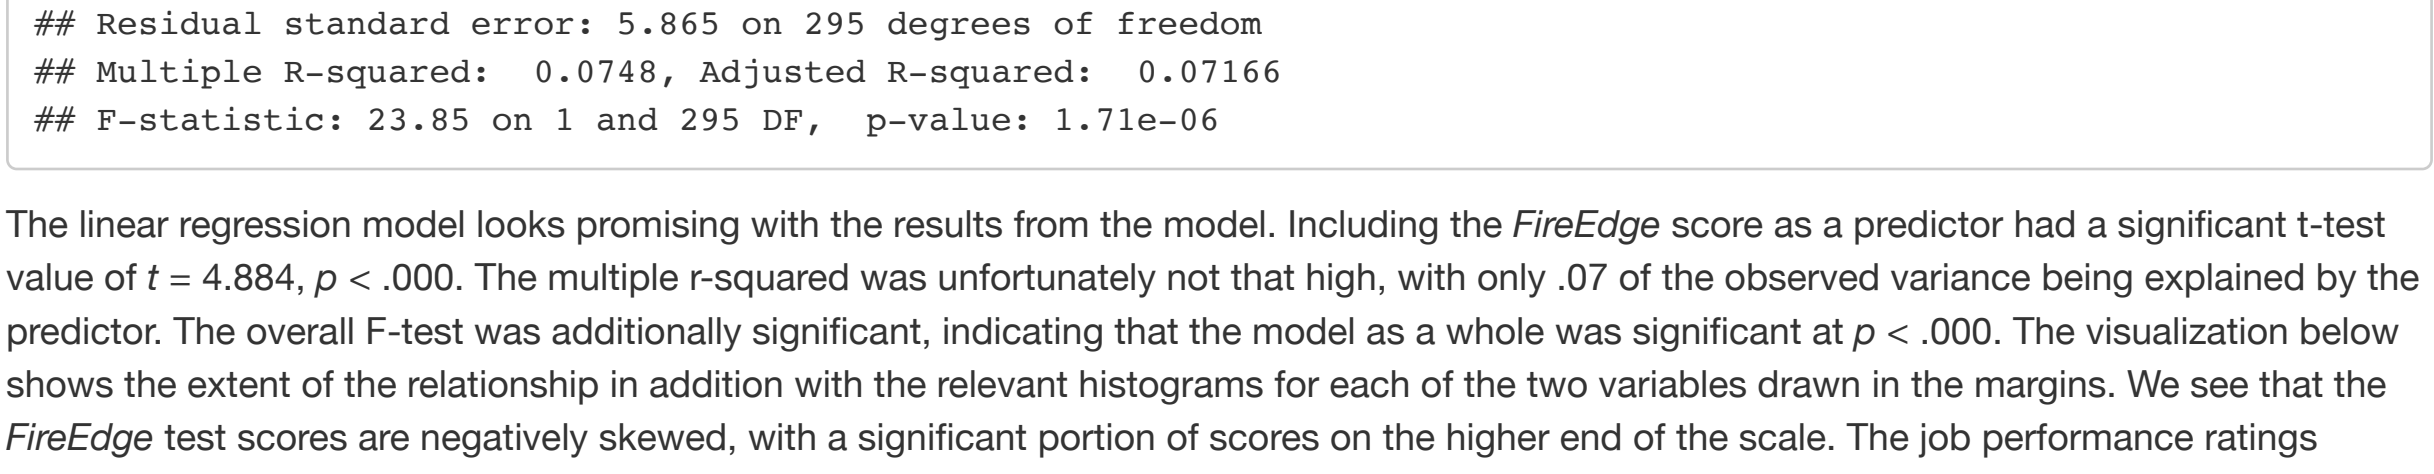 ## Residual standard error: 5.865 on 295 degrees of freedom
## Multiple R-squared:  0.0748, Adjusted R-squared:  0.07166
## F-statistic: 23.85 on 1 and 295 DF,  p-value: 1.71e-06
The linear regression model looks promising with the results from the model. Including the FireEdge score as a predictor had a significant t-test
value of t = 4.884, p < .000. The multiple r-squared was unfortunately not that high, with only .07 of the observed variance being explained by the
predictor. The overall F-test was additionally significant, indicating that the model as a whole was significant at p < .000. The visualization below
shows the extent of the relationship in addition with the relevant histograms for each of the two variables drawn in the margins. We see that the
FireEdge test scores are negatively skewed, with a significant portion of scores on the higher end of the scale. The job performance ratings